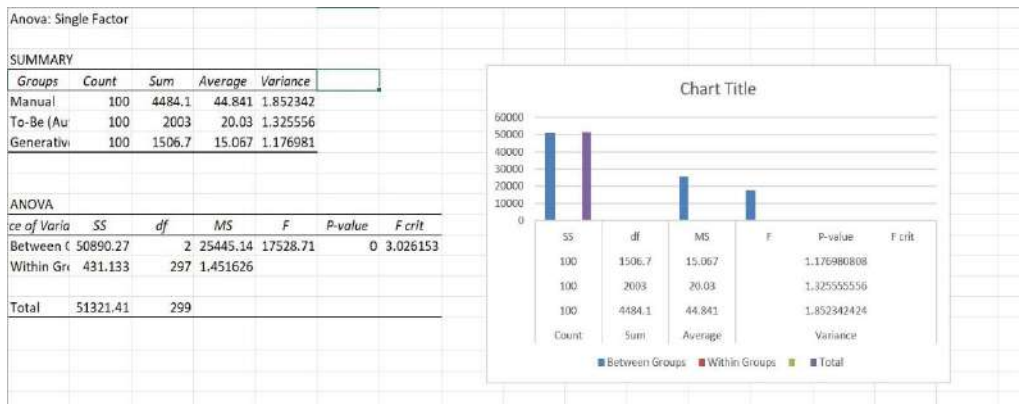 Anova: Single Factor
SUMMARY
Groups Count Sum Average Variance
Manual 100 4484.1 44.841 1.852342
To-Be (Au 100 2003 20.03 1.325556
Generativ 100 1506.7 15.067 1.176981
ANOVA
ce of Varia SS df MS F P-value F crit
Between G 50890.27 2 25445.14 17528.71 0 3.026153
Within Gro 431.133 297 1.451626
Total 51321.41 299
Chart Title
60000
50000
40000
30000
20000
10000
0
SS df MS F P-value F crit
100 1506.7 15.067 1.176980808
100 2003 20.03 1.325555556
100 4484.1 44.841 1.852342424
Count Sum Average Variance
Between Groups Within Groups Total